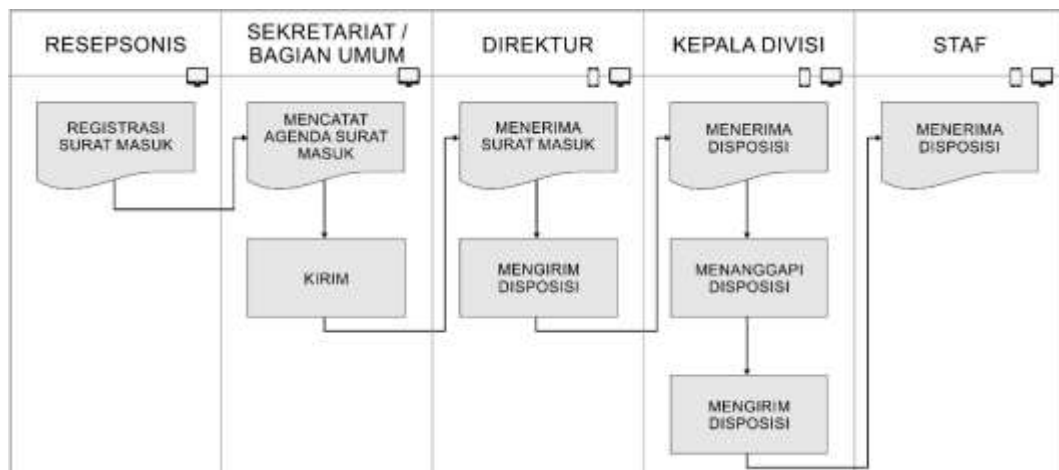 RESEPSONIS
SEKRETARIAT /
BAGIAN UMUM
DIREKTUR
KEPALA DIVISI
STAF
REGISTRASI
SURAT MASUK
MENCATAT
AGENDA SURAT
MASUK
MENERIMA
SURAT MASUK
MENERIMA
DISPOSISI
MENERIMA
DISPOSISI
KIRIM
MENGIRIM
DISPOSISI
MENANGGAPI
DISPOSISI
MENGIRIM
DISPOSISI